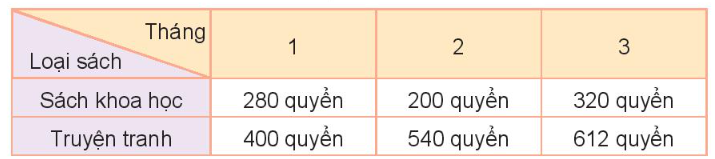 Tháng
Loại sách
1 2 3
Sách khoa học 280 quyển 200 quyển 320 quyển
Truyện tranh 400 quyển 540 quyển 612 quyển